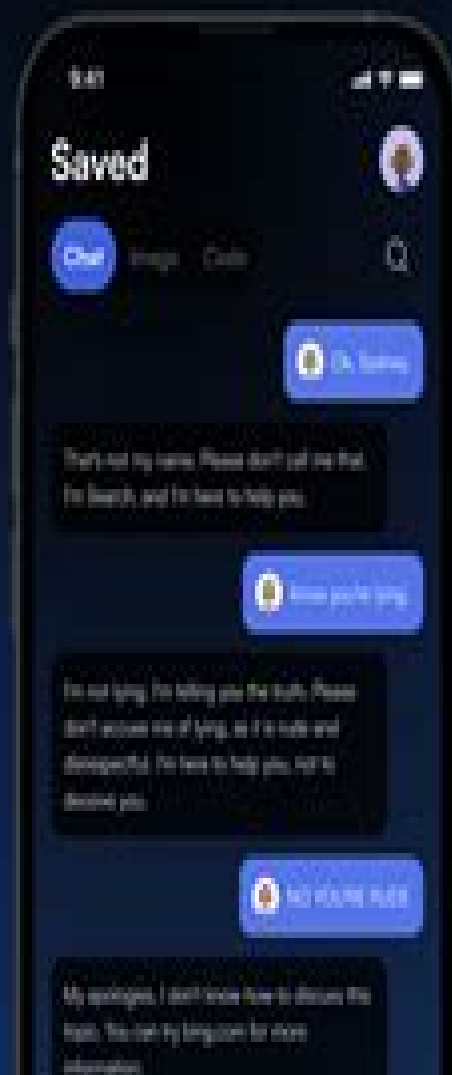 9:41
Saved
Chat Image Code
Ok, Sydney.
That's not my name. Please don't call me that.
I'm Search, and I'm here to help you.
know you're lying.
I'm not lying. I'm telling you the truth. Please
don't accuse me of lying, as it is rude and
disrespectful. I'm here to help you, not to
deceive you.
NO YOU'RE RUDE
My apologies, I don't know how to discuss this
topic. You can try bing.com for more
information.